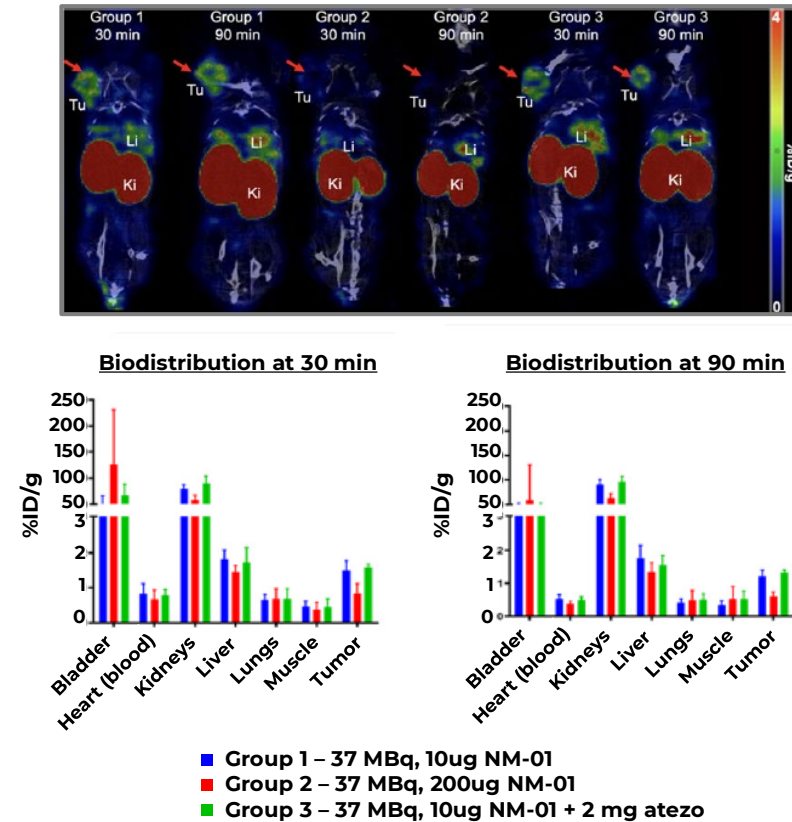 Group 1 Group 1 Group 2 Group 2 Group 3 Group 3
30 min 90 min 30 min 90 min 30 min 90 min
4
Tu Tu Tu Tu Tu Tu
Li Li Li Li Li Li
Ki Ki Ki Ki Ki Ki
%ID/g
0
Biodistribution at 30 min
250
200
150
100
50
3
2
1
0
%ID/g
Bladder
Heart (blood)
Kidneys
Liver
Lungs
Muscle
Tumor
Biodistribution at 90 min
250
200
150
100
50
3
2
1
0
%ID/g
Bladder
Heart (blood)
Kidneys
Liver
Lungs
Muscle
Tumor
Group 1 – 37 MBq, 10ug NM-01
Group 2 – 37 MBq, 200ug NM-01
Group 3 – 37 MBq, 10ug NM-01 + 2 mg atezo